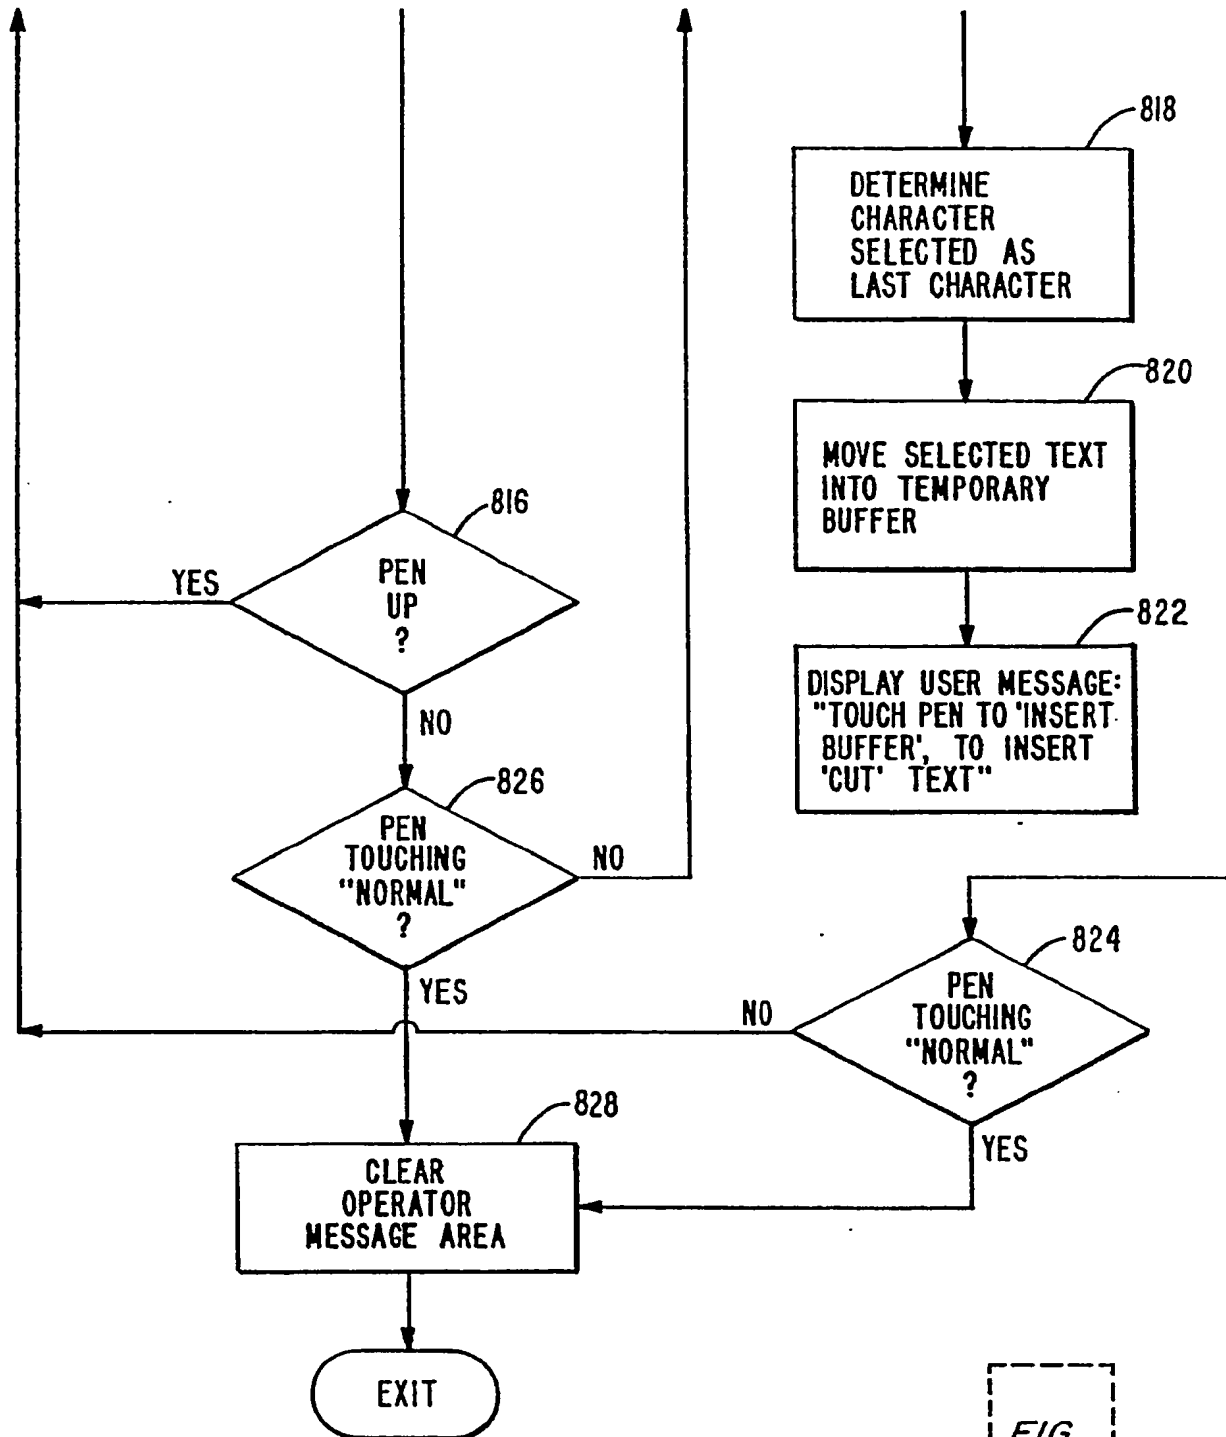 818
DETERMINE
CHARACTER
SELECTED AS
LAST CHARACTER
820
MOVE SELECTED TEXT
INTO TEMPORARY
BUFFER
816
PEN
UP
?
YES
NO
822
DISPLAY USER MESSAGE:
"TOUCH PEN TO 'INSERT
BUFFER', TO INSERT
'CUT' TEXT"
826
PEN
TOUCHING
"NORMAL"
?
NO
YES
824
PEN
TOUCHING
"NORMAL"
?
NO
YES
828
CLEAR
OPERATOR
MESSAGE AREA
EXIT
FIG